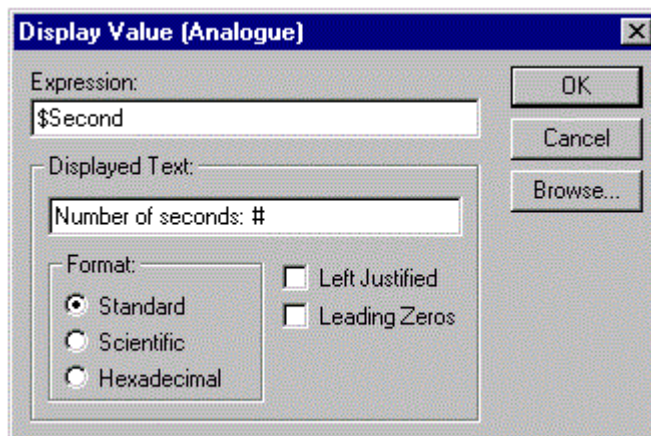 Display Value (Analogue)
Expression:
$Second
OK
Cancel
Browse...
Displayed Text:
Number of seconds: #
Format:
Standard
Scientific
Hexadecimal
Left Justified
Leading Zeros